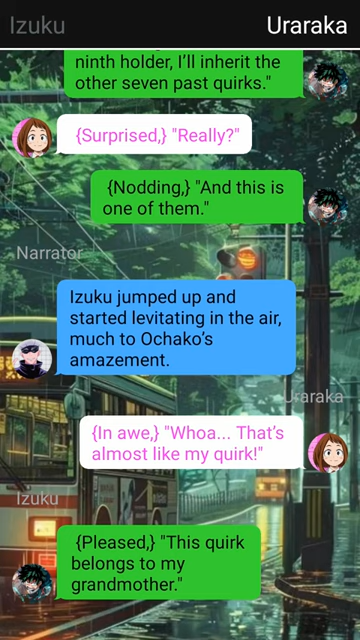 Izuku
Uraraka
ninth holder, I'll inherit the
other seven past quirks."
{Surprised,} "Really?"
{Nodding,} "And this is
one of them."
Narrator
Izuku jumped up and
started levitating in the air,
much to Ochako's
amazement.
Uraraka
{In awe,} "Whoa... That's
almost like my quirk!"
Izuku
{Pleased,} "This quirk
belongs to my
grandmother."